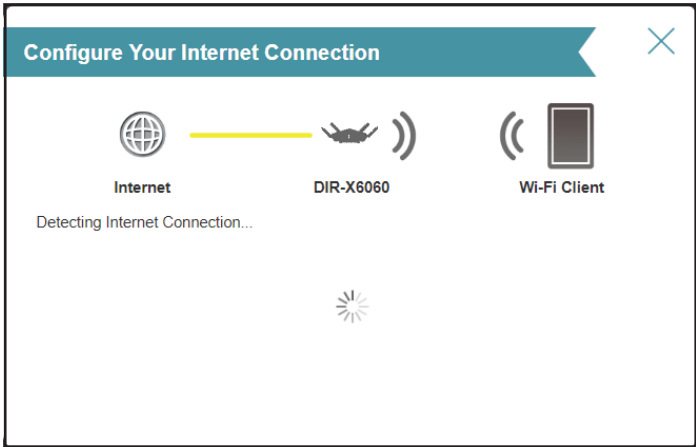 Configure Your Internet Connection
Internet DIR-X6060 Wi-Fi Client
Detecting Internet Connection...